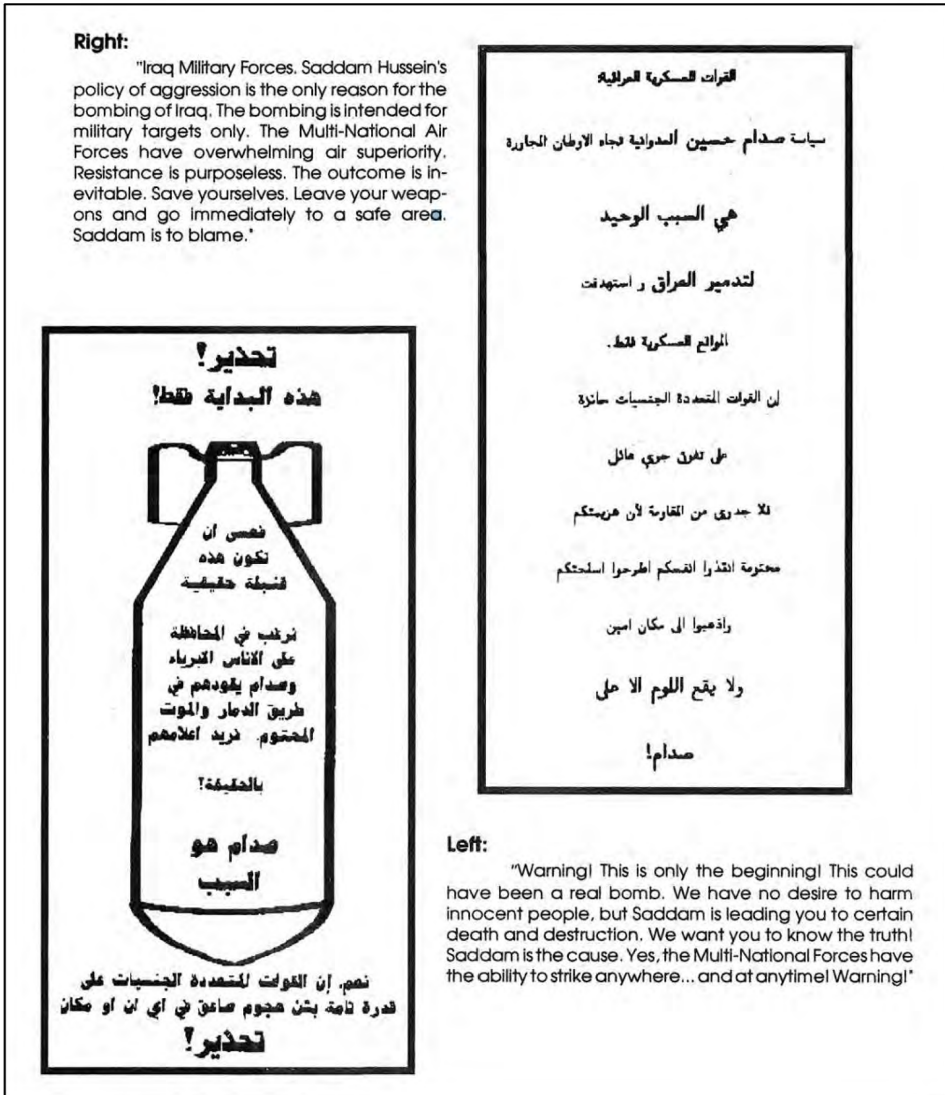 Right:
"Iraq Military Forces. Saddam Hussein's
policy of aggression is the only reason for the
bombing of Iraq. The bombing is intended for
military targets only. The Multi-National Air
Forces have overwhelming air superiority.
Resistance is purposeless. The outcome is in-
evitable. Save yourselves. Leave your weap-
ons and go immediately to a safe area.
Saddam is to blame."
القوات العسكرية العراقية:
سياسة صدام حسين العدوانية تجاه الاوطان المجاورة
هي السبب الوحيد
لتدمير العراق و استهدفت
المواقع العسكرية فقط.
إن القوات المتعددة الجنسيات حائزة
على تفوق جوي هائل
فلا جدوى من المقاومة لأن هزيمتكم
محتومة انقذوا انفسكم اطرحوا اسلحتكم
واذهبوا الى مكان امين
ولا يقع اللوم الا على
صدام!
تحذير!
هذه البداية فقط!
فعسى ان
تكون هذه
قنبلة حقيقية
نرغب في المحافظة
على الاناس الابرياء
وصدام يقودهم في
طريق الدمار والموت
المحتوم. نريد اعلامهم
بالحقيقة!
صدام هو
السبب
نعم، إن القوات المتعددة الجنسيات على
قدرة تامة بشن هجوم صاعق في اي ان او مكان
تحذير!
Left:
"Warning! This is only the beginning! This could
have been a real bomb. We have no desire to harm
innocent people, but Saddam is leading you to certain
death and destruction. We want you to know the truth!
Saddam is the cause. Yes, the Multi-National Forces have
the ability to strike anywhere... and at anytime! Warning!"